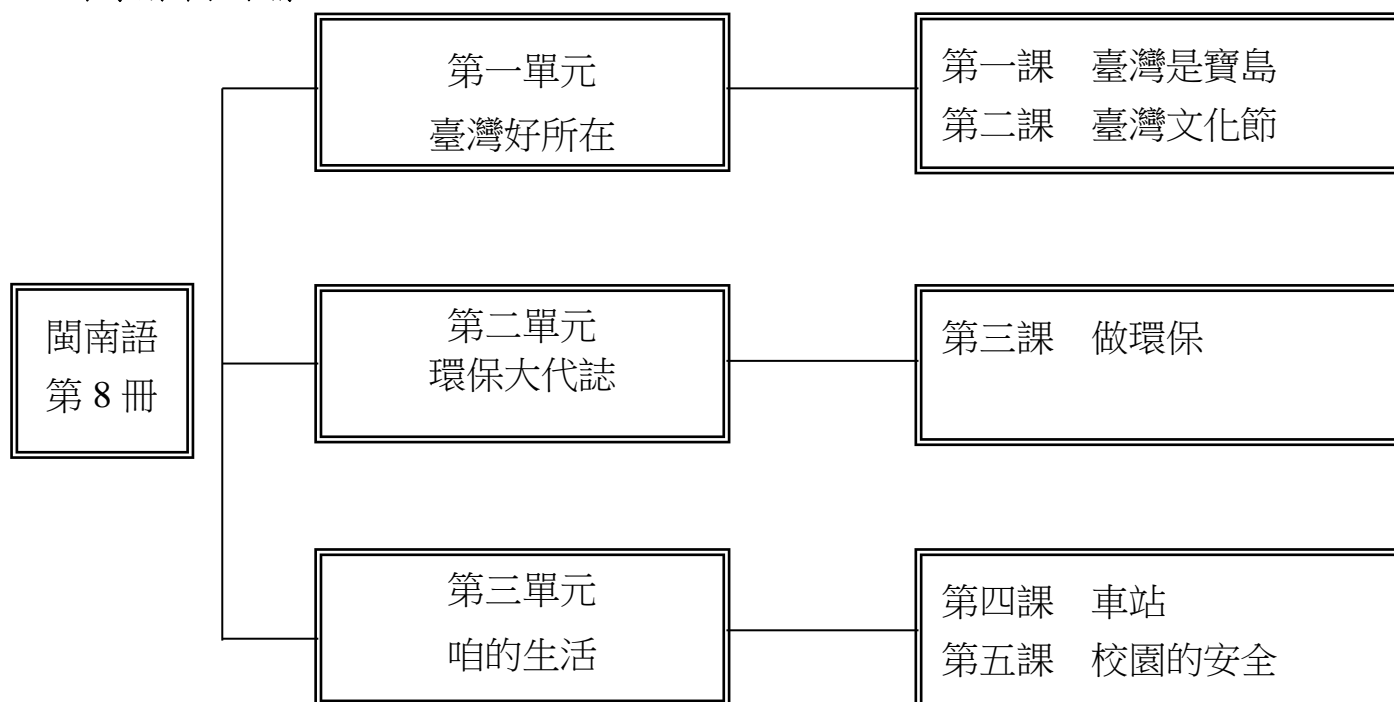 閩南語
第 8 冊
第一單元
臺灣好所在
第一課　臺灣是寶島
第二課　臺灣文化節
第二單元
環保大代誌
第三課　做環保
第三單元
咱的生活
第四課　車站
第五課　校園的安全